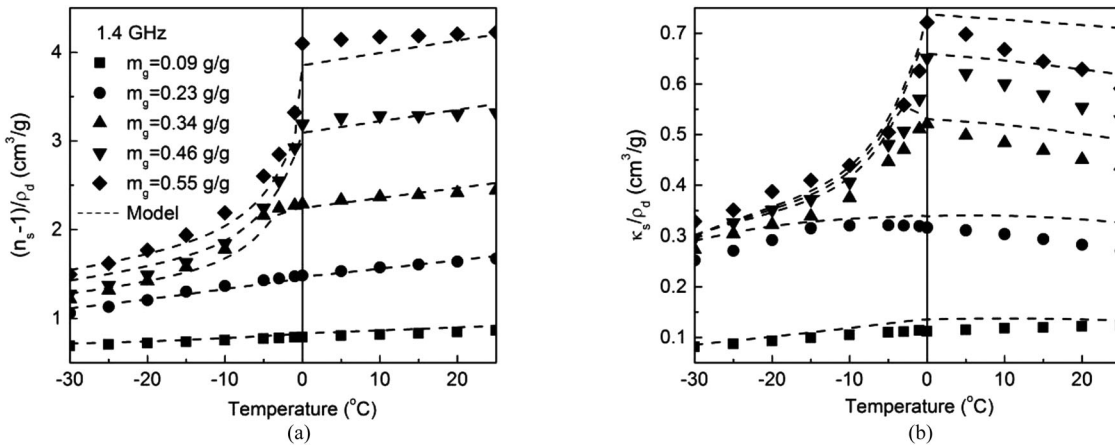 (n_s-1)/ρ_d (cm³/g)
4
3
2
1
1.4 GHz
m_g=0.09 g/g
m_g=0.23 g/g
m_g=0.34 g/g
m_g=0.46 g/g
m_g=0.55 g/g
Model
-30 -20 -10 0 10 20
Temperature (°C)
(a)
κ_s/ρ_d (cm³/g)
0.7
0.6
0.5
0.4
0.3
0.2
0.1
-30 -20 -10 0 10 20
Temperature (°C)
(b)